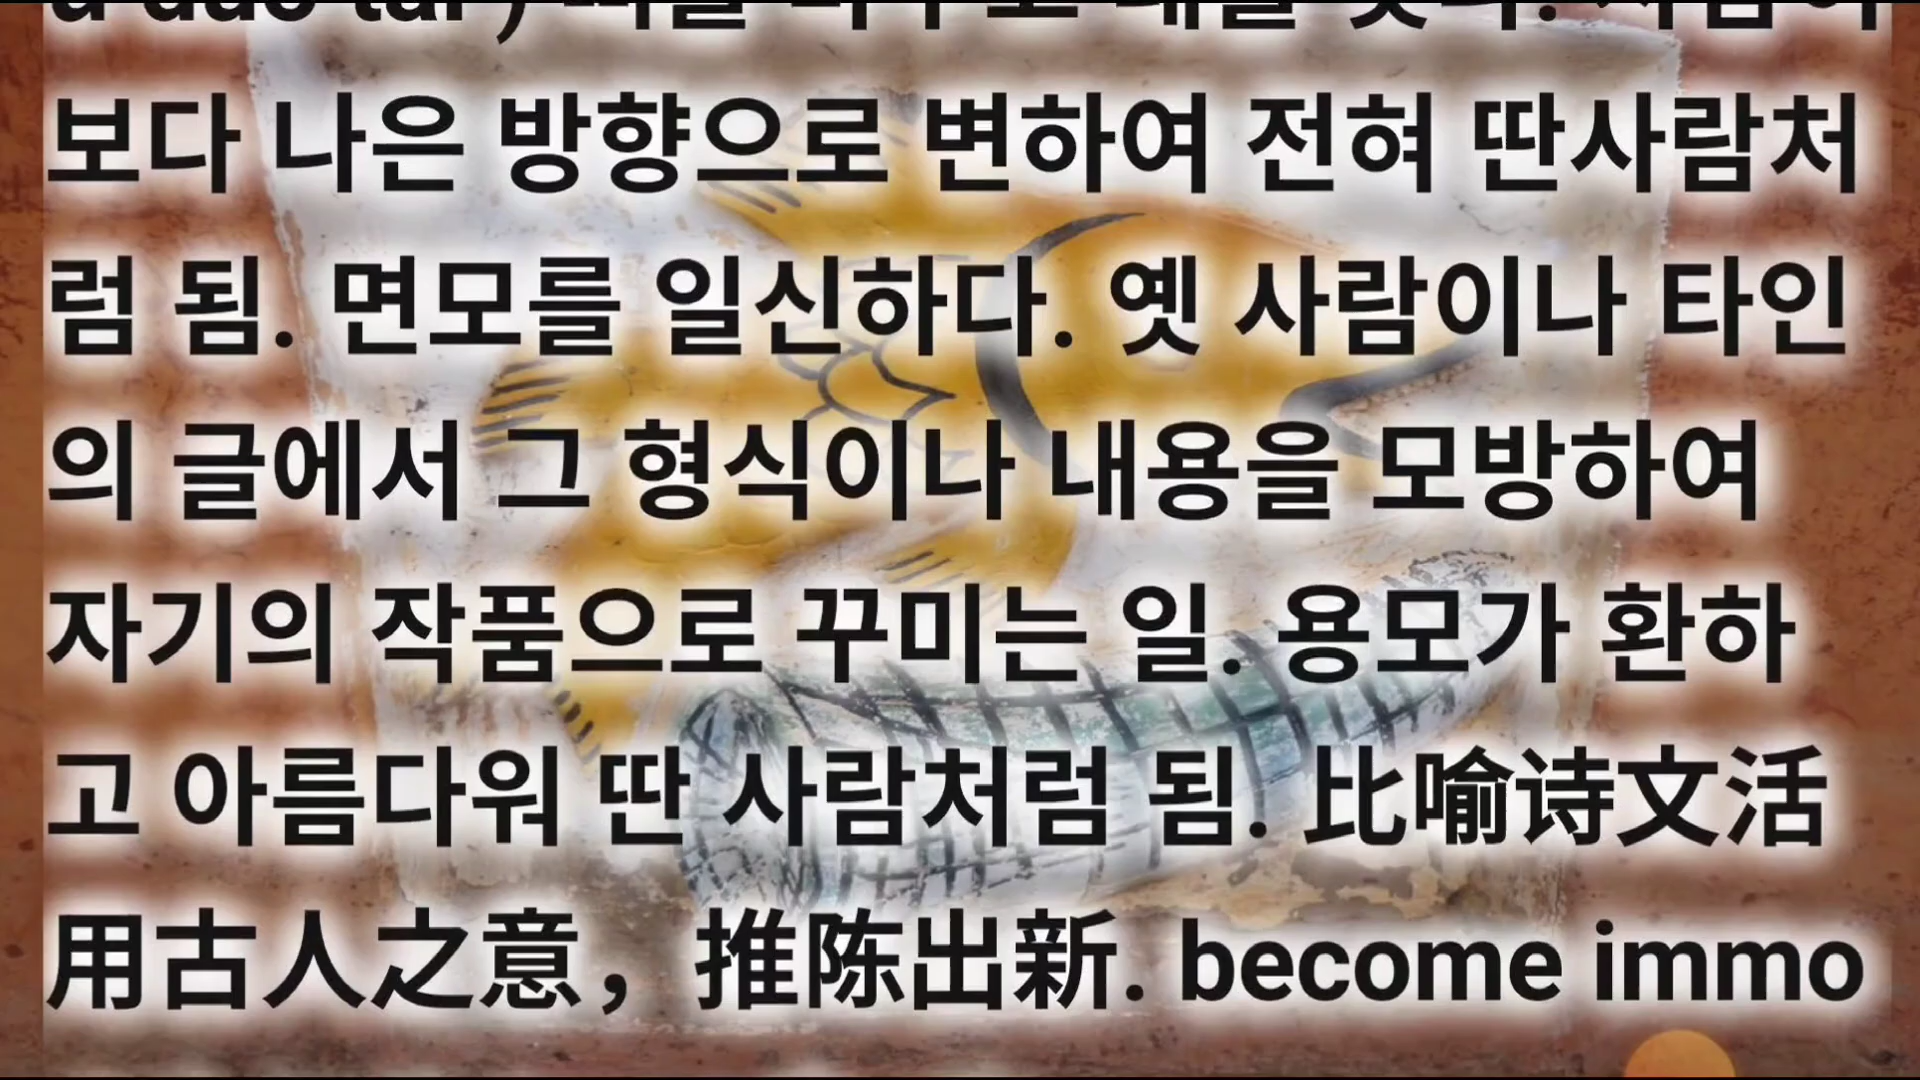 보다 나은 방향으로 변하여 전혀 딴사람처
럼 됨. 면모를 일신하다. 옛 사람이나 타인
의 글에서 그 형식이나 내용을 모방하여
자기의 작품으로 꾸미는 일. 용모가 환하
고 아름다워 딴 사람처럼 됨. 比喻诗文活
用古人之意，推陈出新. become immo